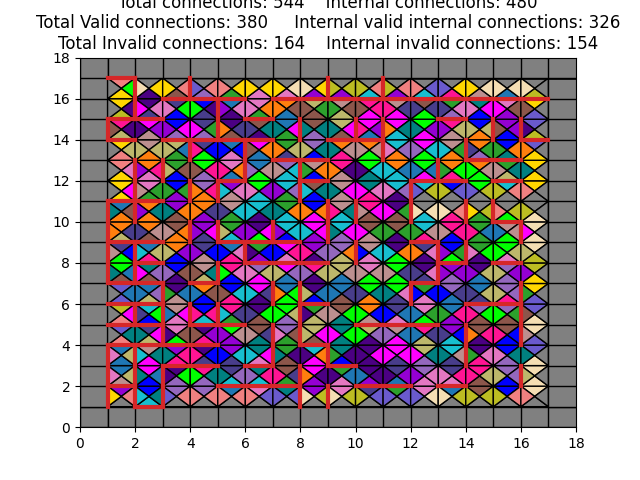 Total connections: 544    Internal connections: 480
Total Valid connections: 380    Internal valid internal connections: 326
Total Invalid connections: 164    Internal invalid connections: 154
18
16
14
12
10
8
6
4
2
0
0 2 4 6 8 10 12 14 16 18